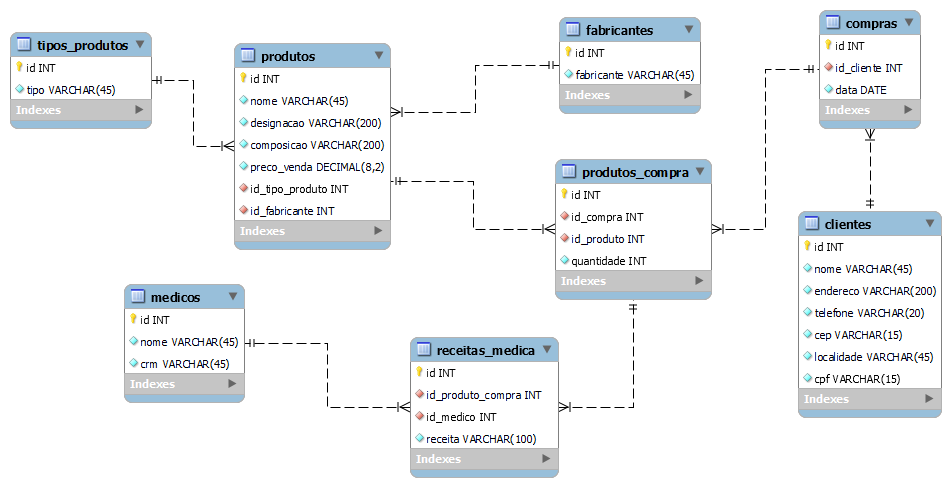 tipos_produtos
id INT
tipo VARCHAR(45)
Indexes
produtos
id INT
nome VARCHAR(45)
designacao VARCHAR(200)
composicao VARCHAR(200)
preco_venda DECIMAL(8,2)
id_tipo_produto INT
id_fabricante INT
Indexes
fabricantes
id INT
fabricante VARCHAR(45)
Indexes
compras
id INT
id_cliente INT
data DATE
Indexes
produtos_compra
id INT
id_compra INT
id_produto INT
quantidade INT
Indexes
clientes
id INT
nome VARCHAR(45)
endereco VARCHAR(200)
telefone VARCHAR(20)
cep VARCHAR(15)
localidade VARCHAR(45)
cpf VARCHAR(15)
Indexes
medicos
id INT
nome VARCHAR(45)
crm VARCHAR(45)
Indexes
receitas_medica
id INT
id_produto_compra INT
id_medico INT
receita VARCHAR(100)
Indexes